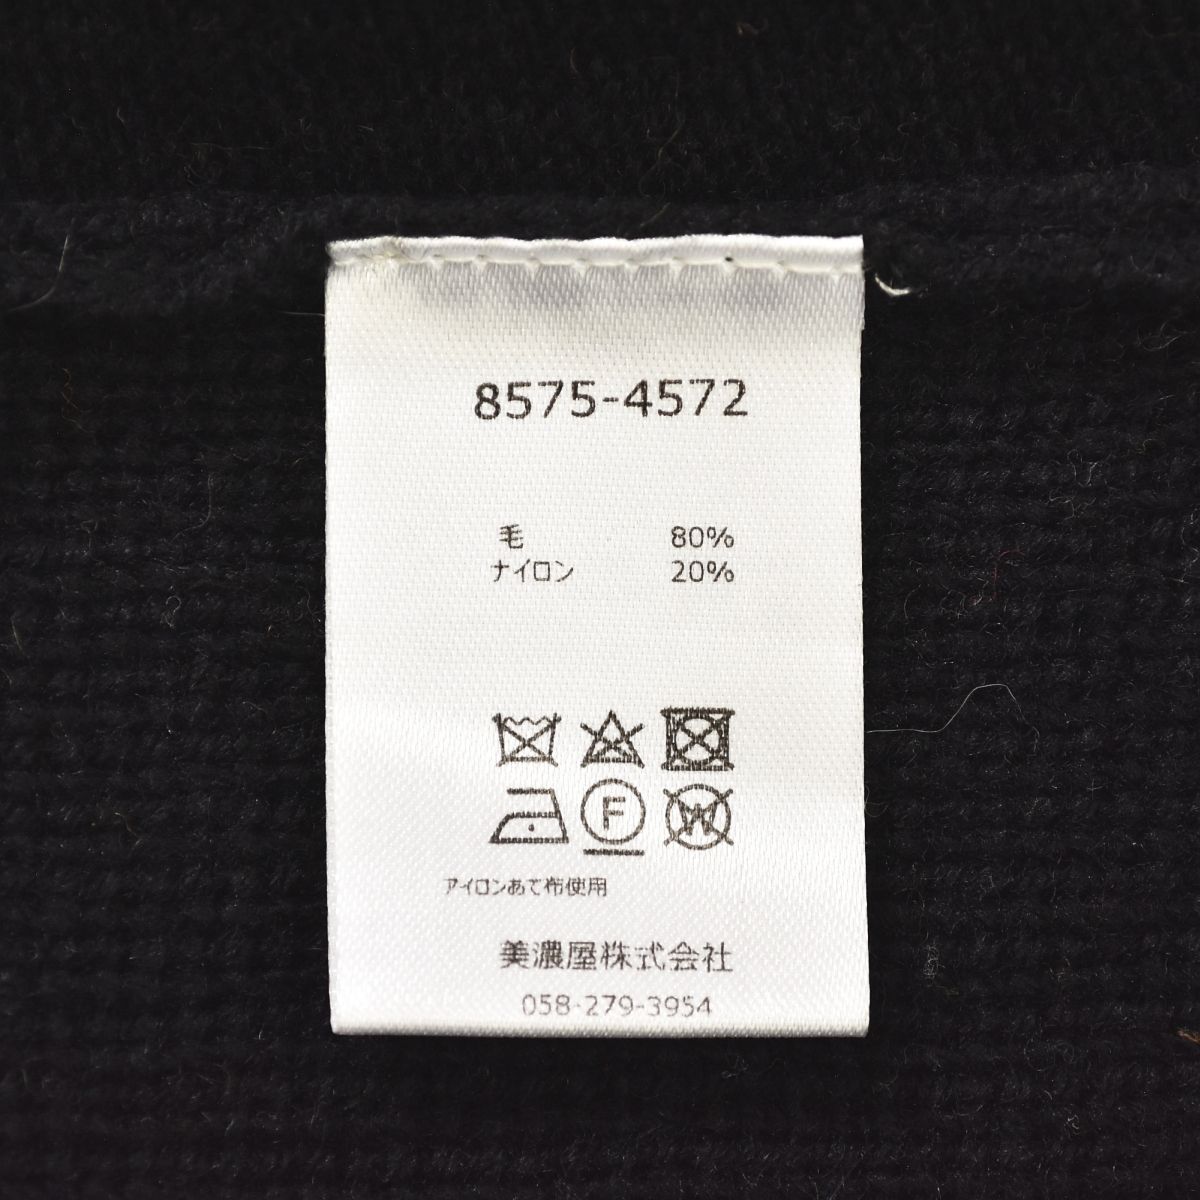 8575-4572
毛 80%
ナイロン 20%
F W
アイロンあて布使用
美濃屋株式会社
058-279-3954